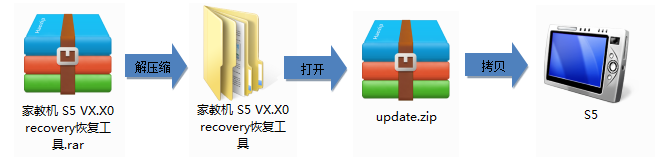 家教机 S5 VX.X0
recovery恢复工
具.rar
解压缩
家教机 S5 VX.X0
recovery恢复工
具
打开
update.zip
拷贝
S5